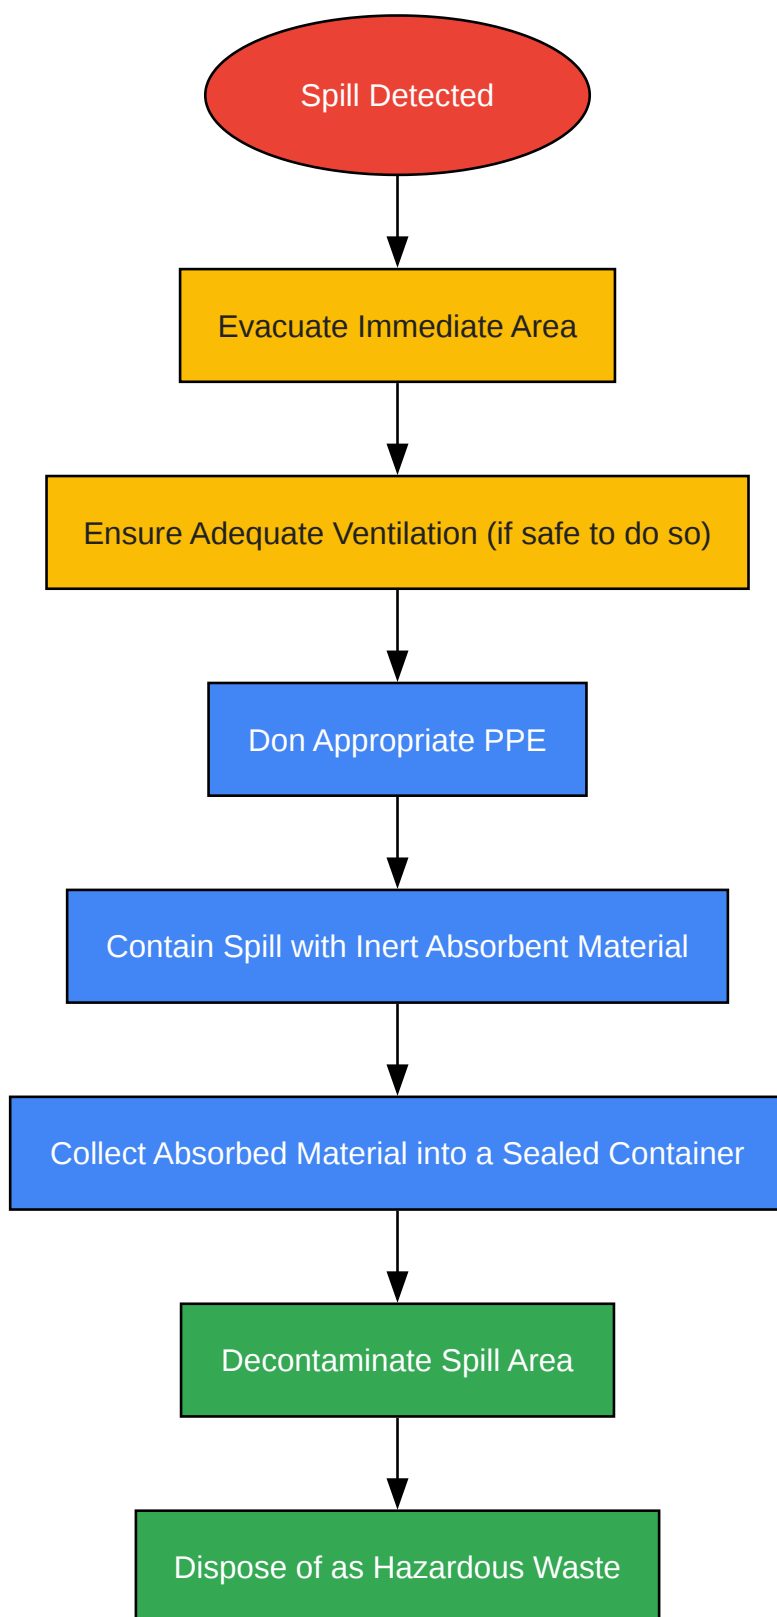 Spill Detected
Evacuate Immediate Area
Ensure Adequate Ventilation (if safe to do so)
Don Appropriate PPE
Contain Spill with Inert Absorbent Material
Collect Absorbed Material into a Sealed Container
Decontaminate Spill Area
Dispose of as Hazardous Waste